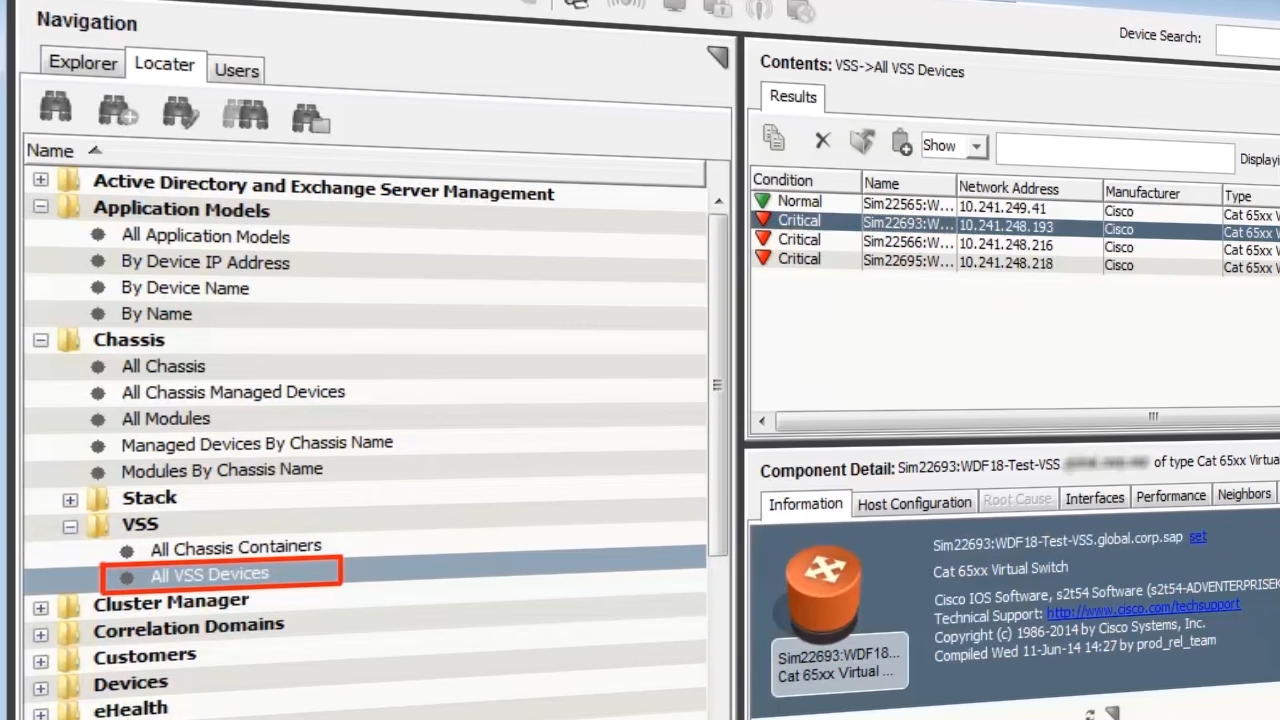 Navigation
Explorer
Locater
Users
Name
Active Directory and Exchange Server Management
Application Models
All Application Models
By Device IP Address
By Device Name
By Name
Chassis
All Chassis
All Chassis Managed Devices
All Modules
Managed Devices By Chassis Name
Modules By Chassis Name
Stack
VSS
All Chassis Containers
All VSS Devices
Cluster Manager
Correlation Domains
Customers
Devices
eHealth
Device Search:
Contents: VSS->All VSS Devices
Results
Show
Displayi
Condition Name Network Address Manufacturer Type
Normal Sim22565:W... 10.241.249.41 Cisco Cat 65xx V
Critical Sim22693:W... 10.241.248.193 Cisco Cat 65xx V
Critical Sim22566:W... 10.241.248.216 Cisco Cat 65xx V
Critical Sim22695:W... 10.241.248.218 Cisco Cat 65xx V
Component Detail: Sim22693:WDF18-Test-VSS of type Cat 65xx Virtua
Information
Host Configuration
Root Cause
Interfaces
Performance
Neighbors
Sim22693:WDF18-Test-VSS.global.corp.sap set
Cat 65xx Virtual Switch
Cisco IOS Software, s2t54 Software (s2t54-ADVENTERPRISEK
Technical Support: http://www.cisco.com/techsupport
Copyright (c) 1986-2014 by Cisco Systems, Inc.
Compiled Wed 11-Jun-14 14:27 by prod_rel_team
Sim22693:WDF18...
Cat 65xx Virtual ...